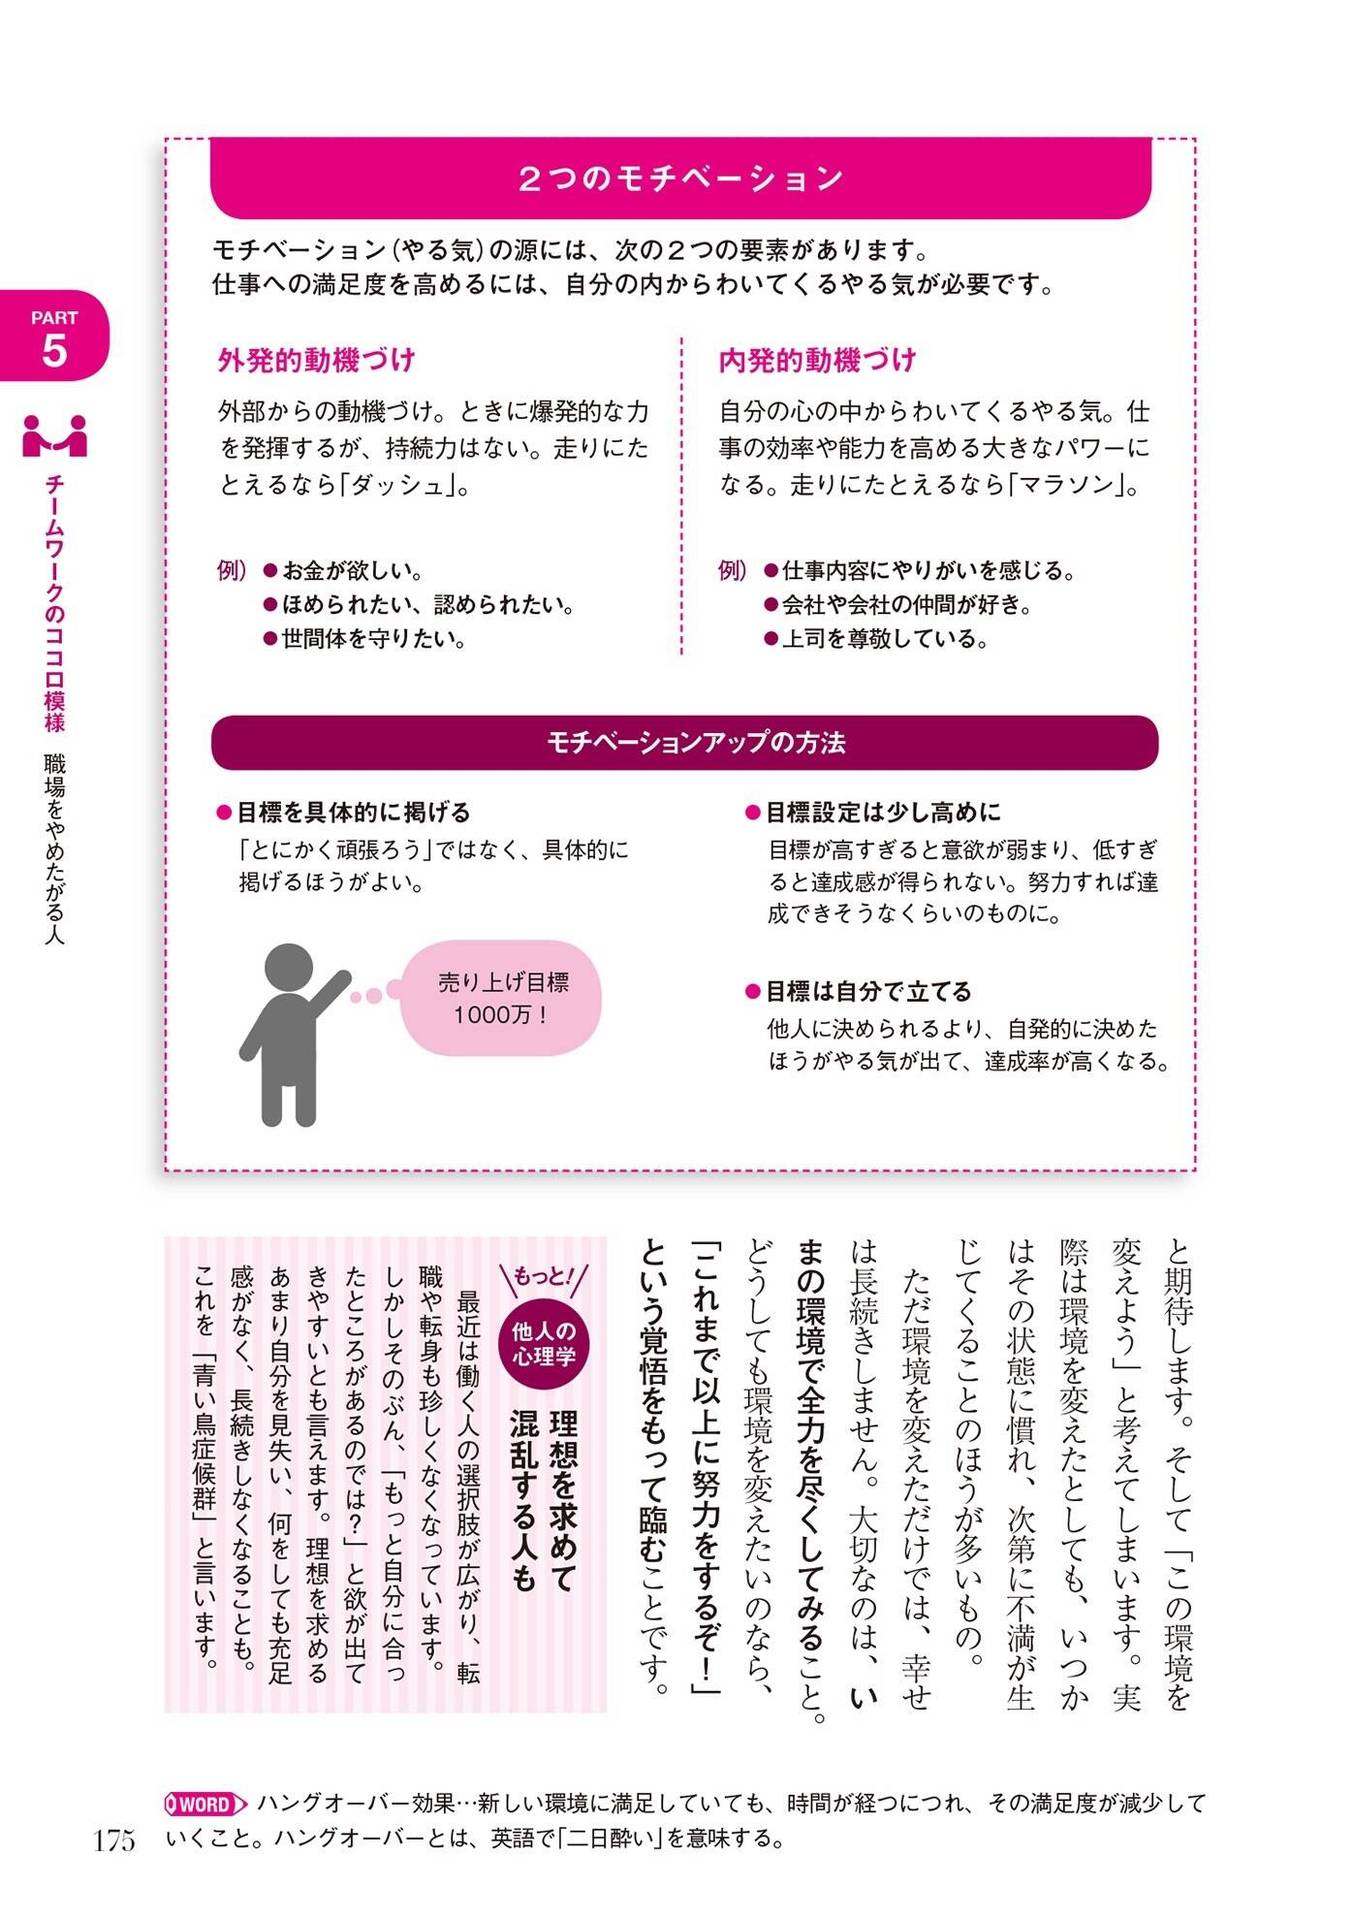 2つのモチベーション
モチベーション(やる気)の源には、次の2つの要素があります。
仕事への満足度を高めるには、自分の内からわいてくるやる気が必要です。
外発的動機づけ
外部からの動機づけ。ときに爆発的な力
を発揮するが、持続力はない。走りにた
とえるなら「ダッシュ」。
例) ●お金が欲しい。
●ほめられたい、認められたい。
●世間体を守りたい。
内発的動機づけ
自分の心の中からわいてくるやる気。仕
事の効率や能力を高める大きなパワーに
なる。走りにたとえるなら「マラソン」。
例) ●仕事内容にやりがいを感じる。
●会社や会社の仲間が好き。
●上司を尊敬している。
モチベーションアップの方法
●目標を具体的に掲げる
「とにかく頑張ろう」ではなく、具体的に
掲げるほうがよい。
売り上げ目標
1000万！
●目標設定は少し高めに
目標が高すぎると意欲が弱まり、低すぎ
ると達成感が得られない。努力すれば達
成できそうなくらいのものに。
●目標は自分で立てる
他人に決められるより、自発的に決めた
ほうがやる気が出て、達成率が高くなる。
PART
5
チームワークのココロ模様 職場をやめたがる人
と期待します。そして「この環境を
変えよう」と考えてしまいます。実
際は環境を変えたとしても、いつか
はその状態に慣れ、次第に不満が生
じてくることのほうが多いもの。
ただ環境を変えただけでは、幸せ
は長続きしません。大切なのは、い
まの環境で全力を尽くしてみること。
どうしても環境を変えたいのなら、
「これまで以上に努力をするぞ！」
という覚悟をもって臨むことです。
もっと！
他人の
心理学
理想を求めて
混乱する人も
最近は働く人の選択肢が広がり、転
職や転身も珍しくなくなっています。
しかしそのぶん、「もっと自分に合っ
たところがあるのでは？」と欲が出て
きやすいとも言えます。理想を求める
あまり自分を見失い、何をしても充足
感がなく、長続きしなくなることも。
これを「青い鳥症候群」と言います。
WORD ハングオーバー効果…新しい環境に満足していても、時間が経つにつれ、その満足度が減少して
いくこと。ハングオーバーとは、英語で「二日酔い」を意味する。
175